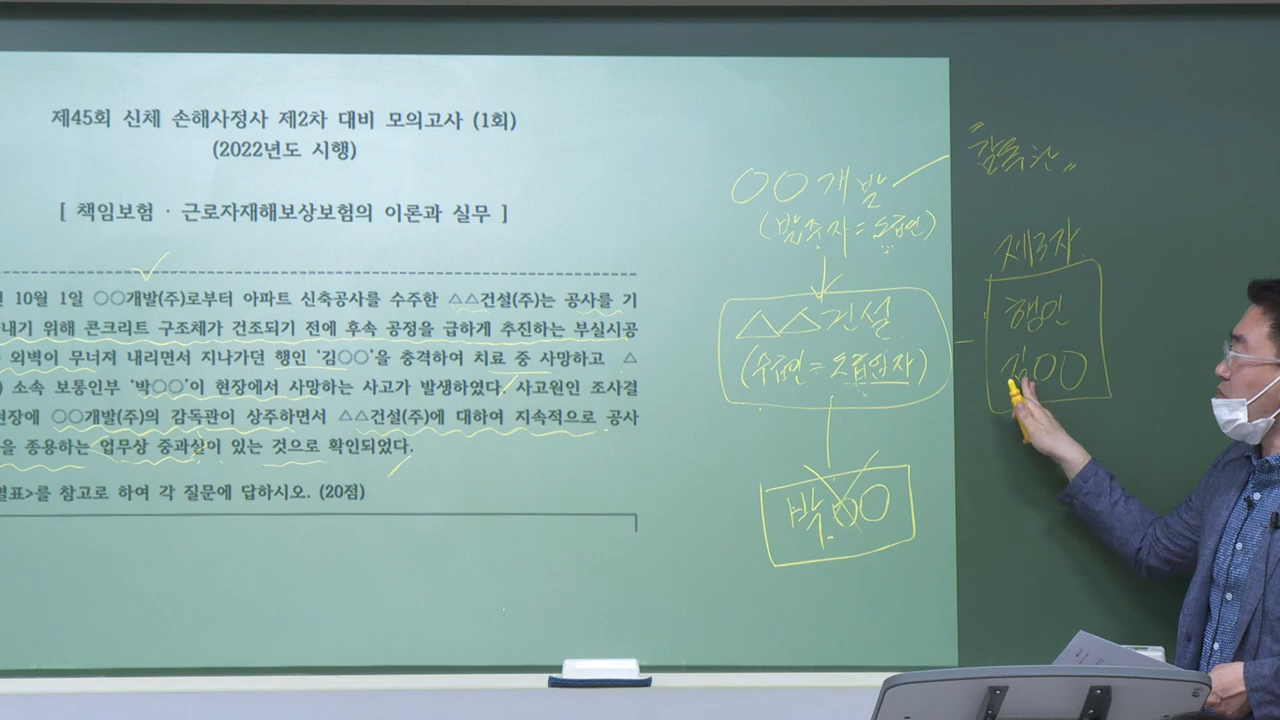 제45회 신체 손해사정사 제2차 대비 모의고사 (1회)
(2022년도 시행)
[ 책임보험 · 근로자재해보상보험의 이론과 실무 ]
10월 1일 ○○개발(주)로부터 아파트 신축공사를 수주한 △△건설(주)는 공사를 기
내기 위해 콘크리트 구조체가 건조되기 전에 후속 공정을 급하게 추진하는 부실시공
외벽이 무너져 내리면서 지나가던 행인 '김○○'을 충격하여 치료 중 사망하고 △
) 소속 보통인부 '박○○'이 현장에서 사망하는 사고가 발생하였다. 사고원인 조사결
현장에 ○○개발(주)의 감독관이 상주하면서 △△건설(주)에 대하여 지속적으로 공사
을 종용하는 업무상 중과실이 있는 것으로 확인되었다.
별표>를 참고로 하여 각 질문에 답하시오. (20점)
○○개발
(발주자=도급인)
△△건설
(수급인=도급업자)
박○○
제3자
행인
김○○